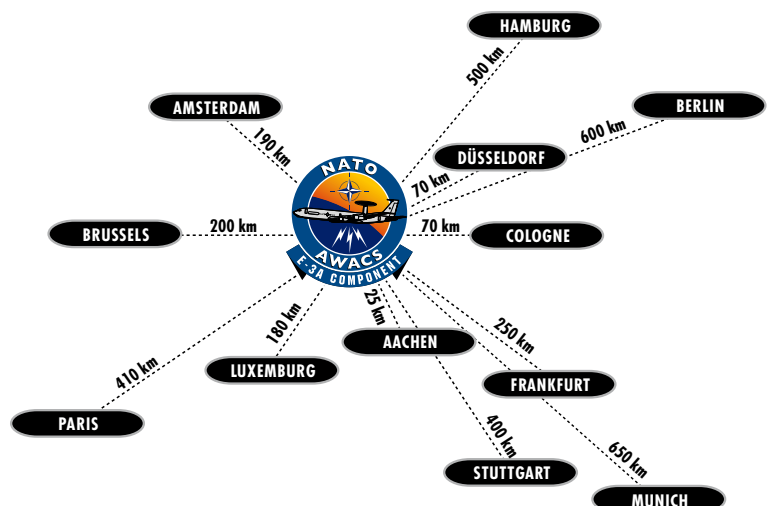 HAMBURG
500 km
AMSTERDAM
190 km
BERLIN
600 km
DÜSSELDORF
70 km
NATO
AWACS
E-3A COMPONENT
BRUSSELS
200 km
70 km
COLOGNE
25 km
AACHEN
180 km
LUXEMBURG
250 km
FRANKFURT
410 km
PARIS
400 km
STUTTGART
650 km
MUNICH